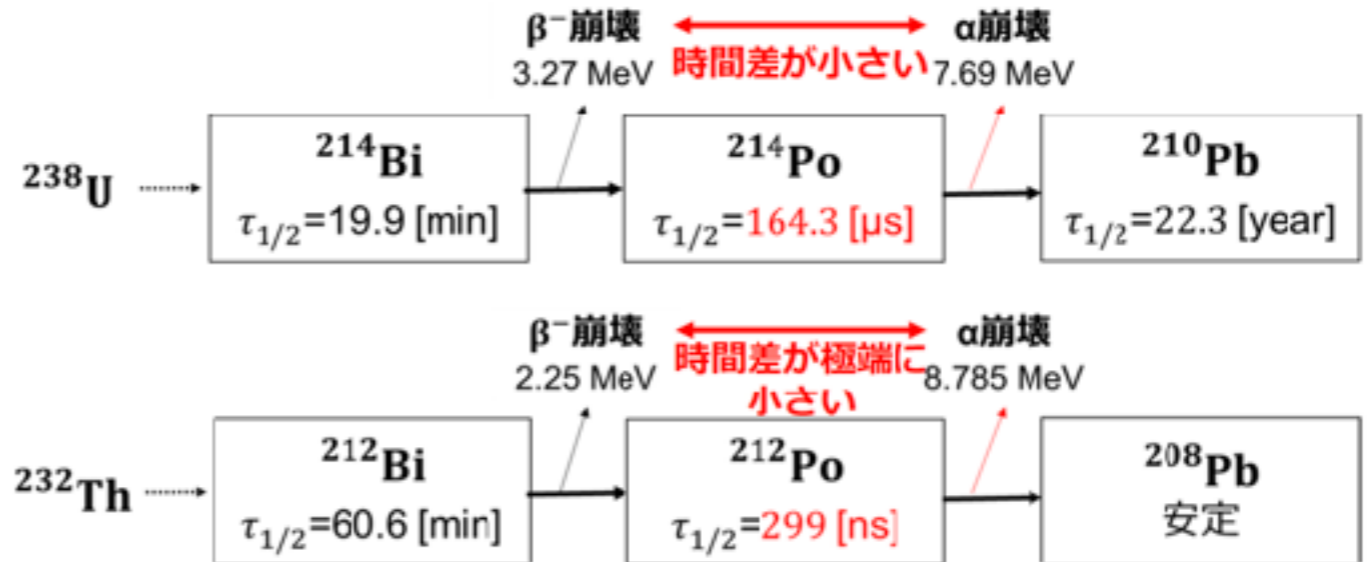 β⁻崩壊
3.27 MeV
時間差が小さい
α崩壊
7.69 MeV
²³⁸U
²¹⁴Bi
τ₁/₂=19.9 [min]
²¹⁴Po
τ₁/₂=164.3 [μs]
²¹⁰Pb
τ₁/₂=22.3 [year]
β⁻崩壊
2.25 MeV
時間差が極端に
小さい
α崩壊
8.785 MeV
²³²Th
²¹²Bi
τ₁/₂=60.6 [min]
²¹²Po
τ₁/₂=299 [ns]
²⁰⁸Pb
安定